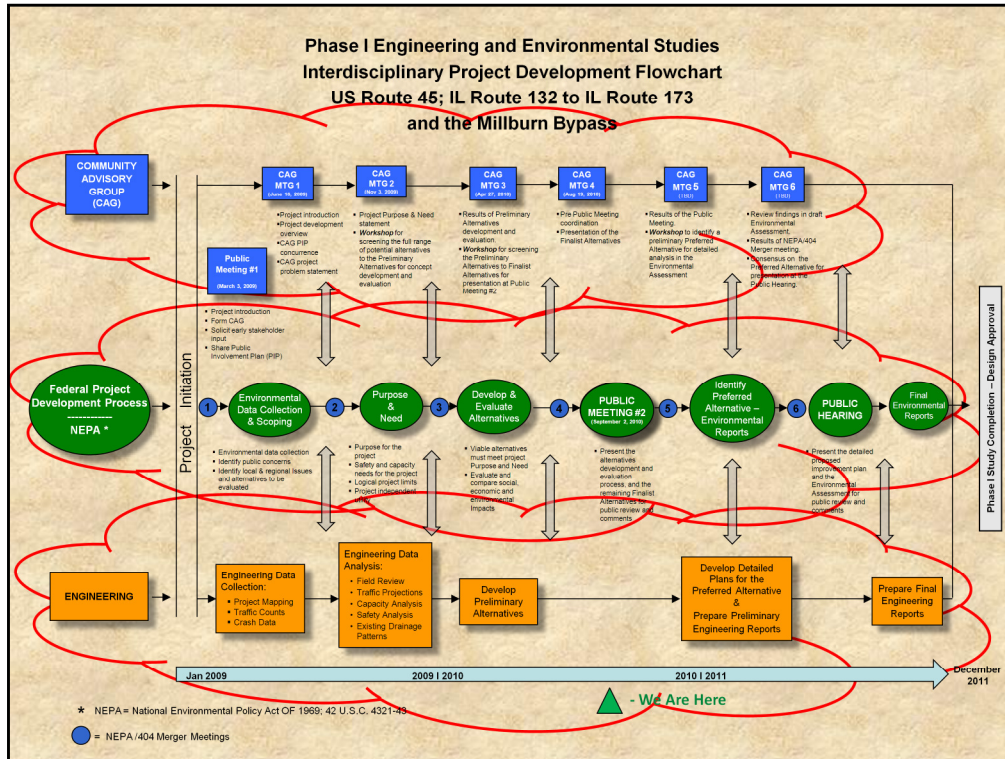 Phase I Engineering and Environmental Studies
Interdisciplinary Project Development Flowchart
US Route 45; IL Route 132 to IL Route 173
and the Millburn Bypass
COMMUNITY
ADVISORY
GROUP
(CAG)
CAG
MTG 1
(June 16, 2009)
CAG
MTG 2
(Nov 3, 2009)
CAG
MTG 3
(Apr 27, 2010)
CAG
MTG 4
(Aug 19, 2010)
CAG
MTG 5
(TBD)
CAG
MTG 6
(TBD)
Project introduction
Project development
overview
CAG PIP
concurrence
CAG project
problem statement
Project Purpose & Need
statement
Workshop for
screening the full range
of potential alternatives
to the Preliminary
Alternatives for concept
development and
evaluation
Results of Preliminary
Alternatives
development and
evaluation.
Workshop for screening
the Preliminary
Alternatives to Finalist
Alternatives for
presentation at Public
Meeting #2
Pre-Public Meeting
coordination
Presentation of the
Finalist Alternatives
Results of the Public
Meeting.
Workshop to identify a
preliminary Preferred
Alternative for detailed
analysis in the
Environmental
Assessment
Review findings in draft
Environmental
Assessment.
Results of NEPA/404
Merger meeting.
Consensus on the
Preferred Alternative for
presentation at the
Public Hearing.
Public
Meeting #1
(March 3, 2009)
Project introduction
Form CAG
Solicit early stakeholder
input
Share Public
Involvement Plan (PIP)
Project Initiation
Federal Project
Development Process
------------
NEPA *
1
Environmental
Data Collection
& Scoping
2
Purpose
&
Need
3
Develop &
Evaluate
Alternatives
4
PUBLIC
MEETING #2
(September 2, 2010)
5
Identify
Preferred
Alternative –
Environmental
Reports
6
PUBLIC
HEARING
Final
Environmental
Reports
Phase I Study Completion – Design Approval
Environmental data collection
Identify public concerns
Identify local & regional Issues
and alternatives to be
evaluated
Purpose for the
project
Safety and capacity
needs for the project
Logical project limits
Project independent
utility
Viable alternatives
must meet project
Purpose and Need
Evaluate and
compare social,
economic and
environmental
Impacts
Present the
alternatives
development and
evaluation
process, and the
remaining Finalist
Alternatives for
public review and
comments
Present the detailed
proposed
improvement plan
and the
Environmental
Assessment for
public review and
comments
ENGINEERING
Engineering Data
Collection:
Project Mapping
Traffic Counts
Crash Data
Engineering Data
Analysis:
Field Review
Traffic Projections
Capacity Analysis
Safety Analysis
Existing Drainage
Patterns
Develop
Preliminary
Alternatives
Develop Detailed
Plans for the
Preferred Alternative
&
Prepare Preliminary
Engineering Reports
Prepare Final
Engineering
Reports
Jan 2009
2009 | 2010
2010 | 2011
December
2011
- We Are Here
* NEPA = National Environmental Policy Act OF 1969; 42 U.S.C. 4321-43
= NEPA /404 Merger Meetings